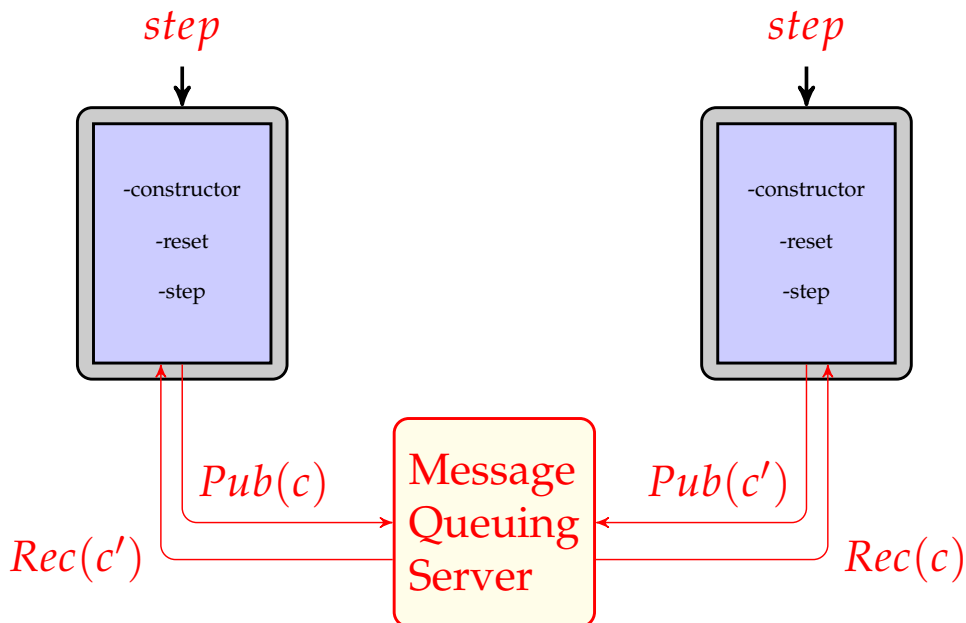 step
step
-constructor
-reset
-step
-constructor
-reset
-step
Pub(c)
Rec(c′)
Message
Queuing
Server
Pub(c′)
Rec(c)